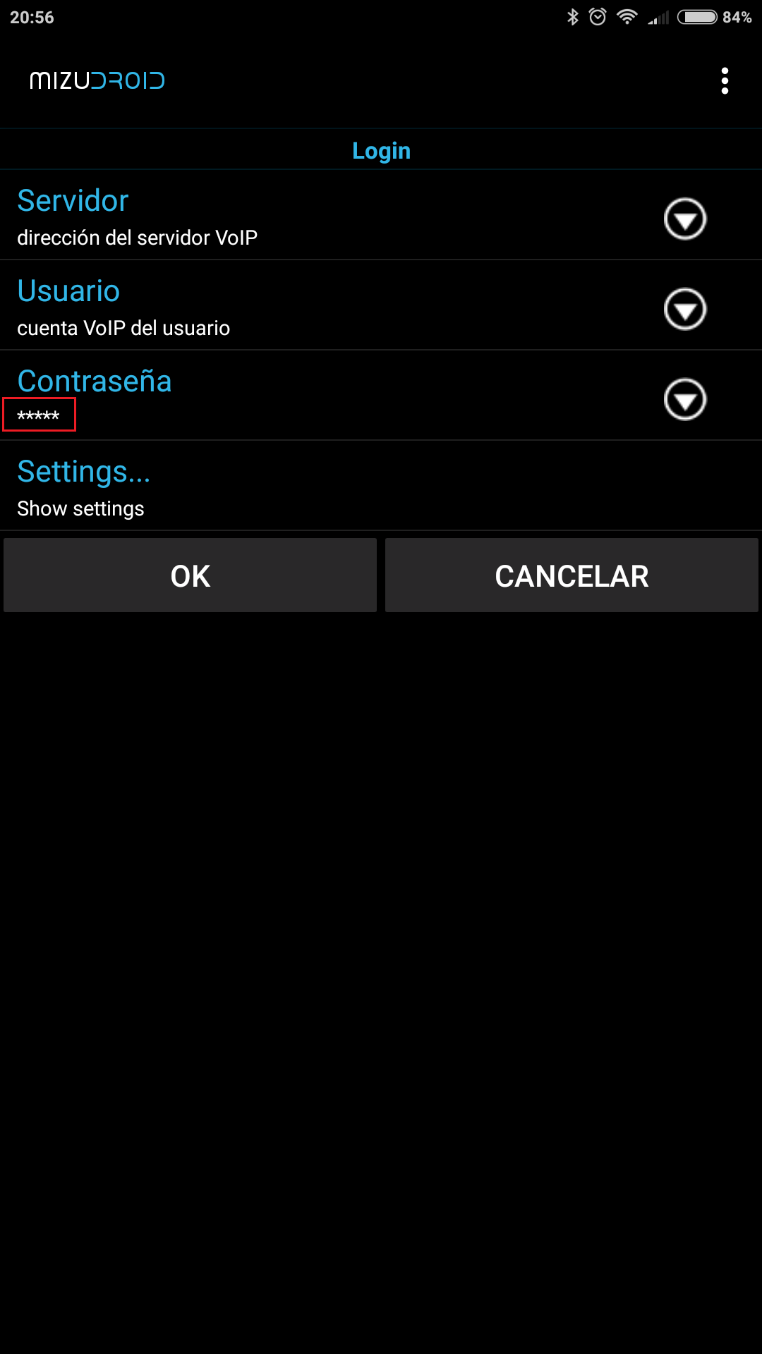 20:56
84%
MIZUDROID
Login
Servidor
dirección del servidor VoIP
Usuario
cuenta VoIP del usuario
Contraseña
*****
Settings...
Show settings
OK
CANCELAR